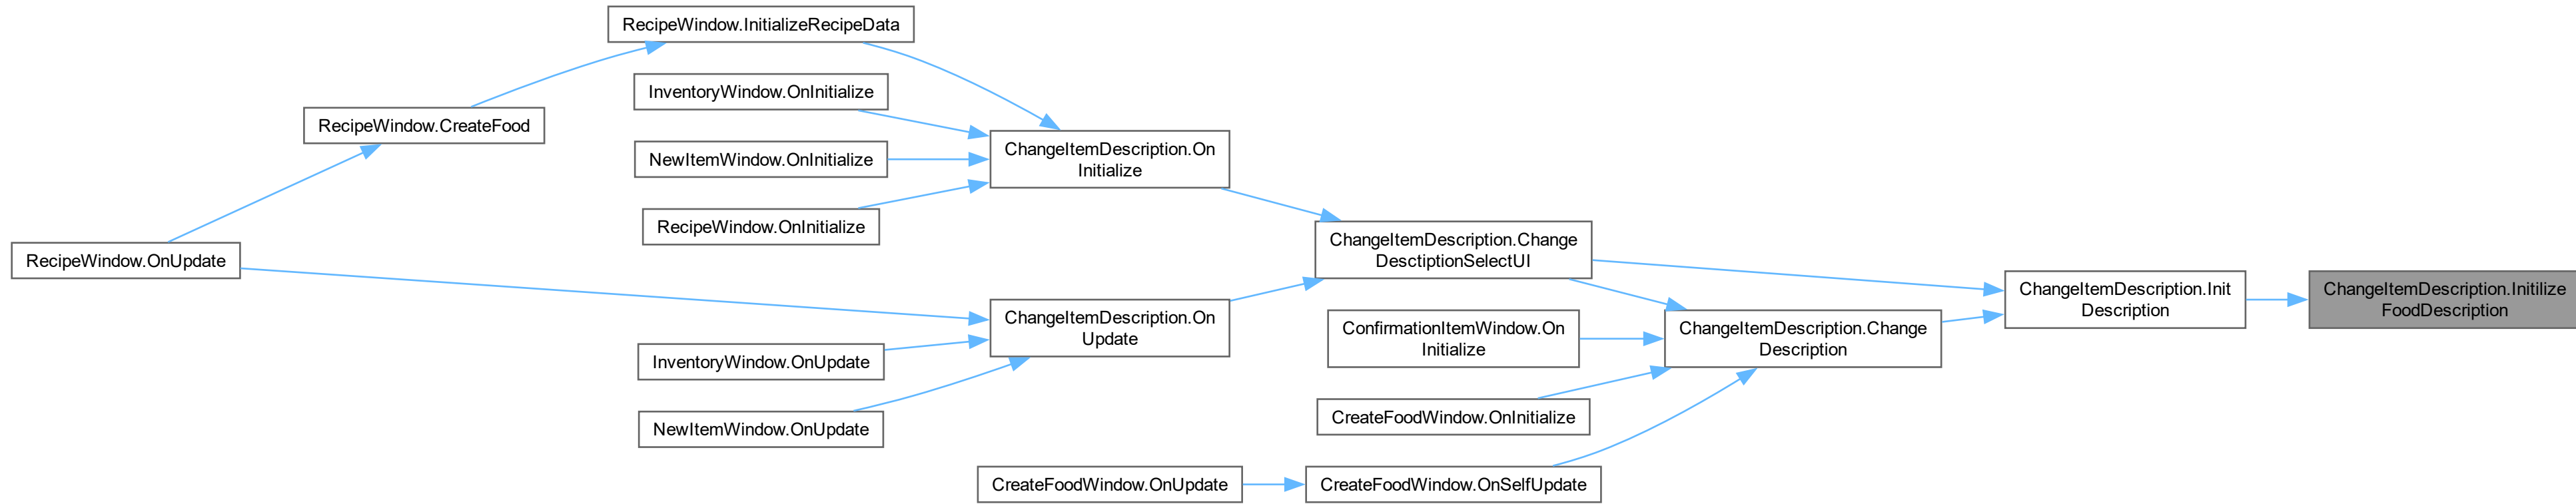 RecipeWindow.InitializeRecipeData
InventoryWindow.OnInitialize
RecipeWindow.CreateFood
ChangeItemDescription.On
Initialize
NewItemWindow.OnInitialize
RecipeWindow.OnInitialize
RecipeWindow.OnUpdate
ChangeItemDescription.Change
DesctiptionSelectUI
ChangeItemDescription.Init
Description
ChangeItemDescription.Initilize
FoodDescription
ChangeItemDescription.On
Update
ConfirmationItemWindow.On
Initialize
ChangeItemDescription.Change
Description
InventoryWindow.OnUpdate
CreateFoodWindow.OnInitialize
NewItemWindow.OnUpdate
CreateFoodWindow.OnUpdate
CreateFoodWindow.OnSelfUpdate